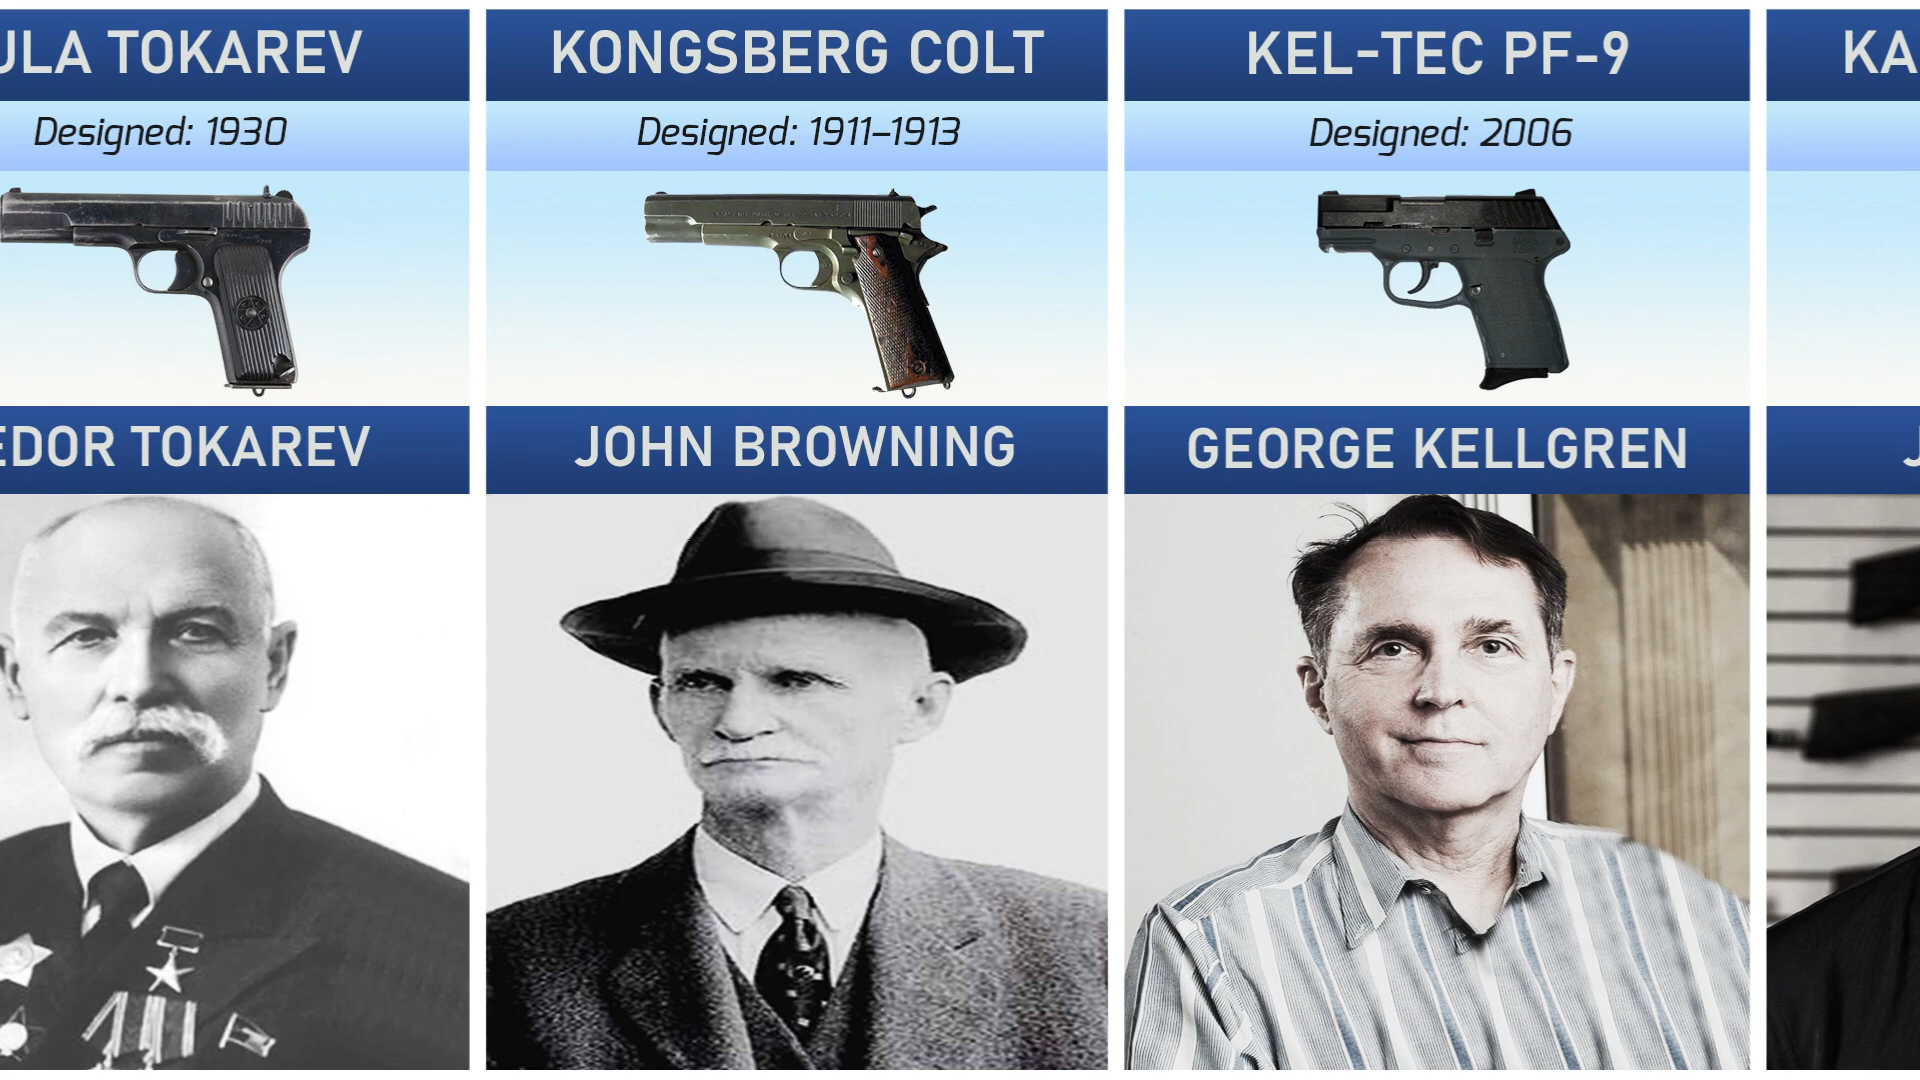 ULA TOKAREV
Designed: 1930
EDOR TOKAREV
KONGSBERG COLT
Designed: 1911–1913
JOHN BROWNING
KEL-TEC PF-9
Designed: 2006
GEORGE KELLGREN
KA